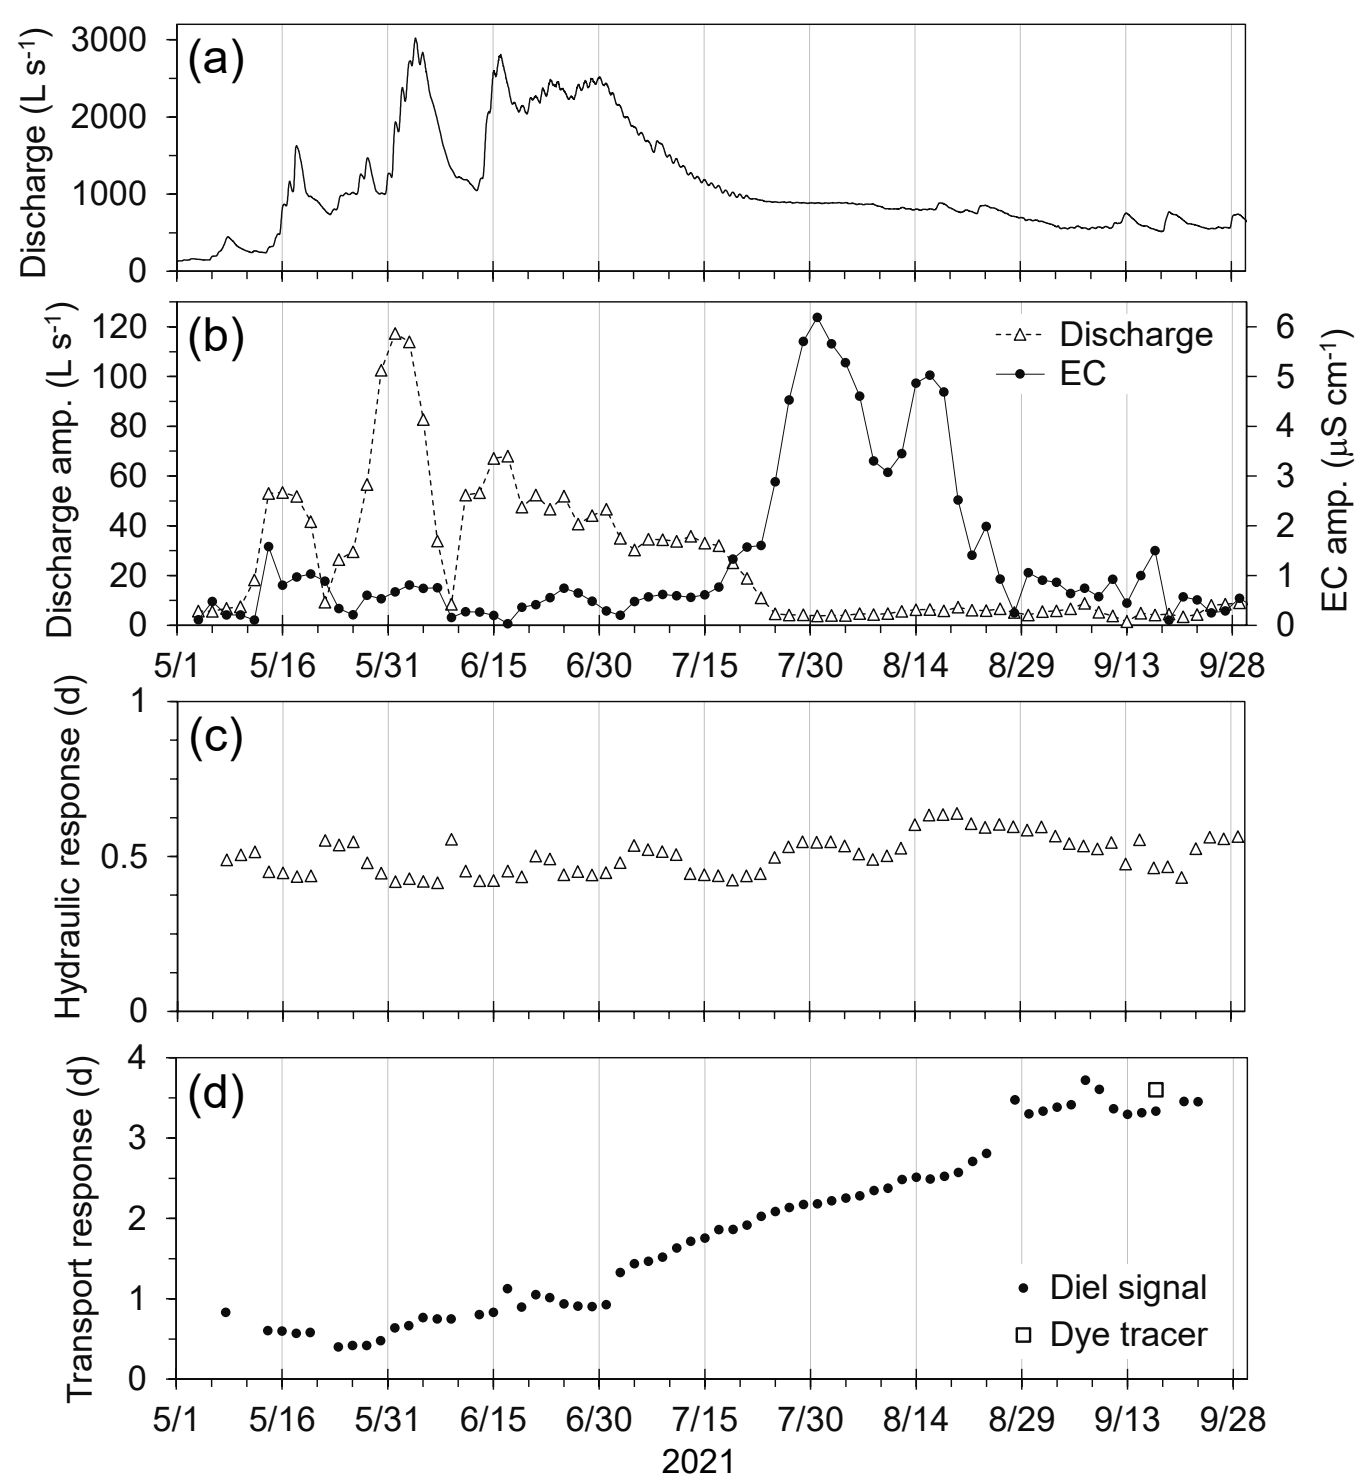 (a)
Discharge (L s-1)
3000
2000
1000
0
(b)
Discharge amp. (L s-1)
120
100
80
60
40
20
0
Discharge
EC
6
5
4
3
2
1
0
EC amp. (μS cm-1)
5/1 5/16 5/31 6/15 6/30 7/15 7/30 8/14 8/29 9/13 9/28
(c)
Hydraulic response (d)
1
0.5
0
(d)
Transport response (d)
4
3
2
1
0
Diel signal
Dye tracer
5/1 5/16 5/31 6/15 6/30 7/15 7/30 8/14 8/29 9/13 9/28
2021